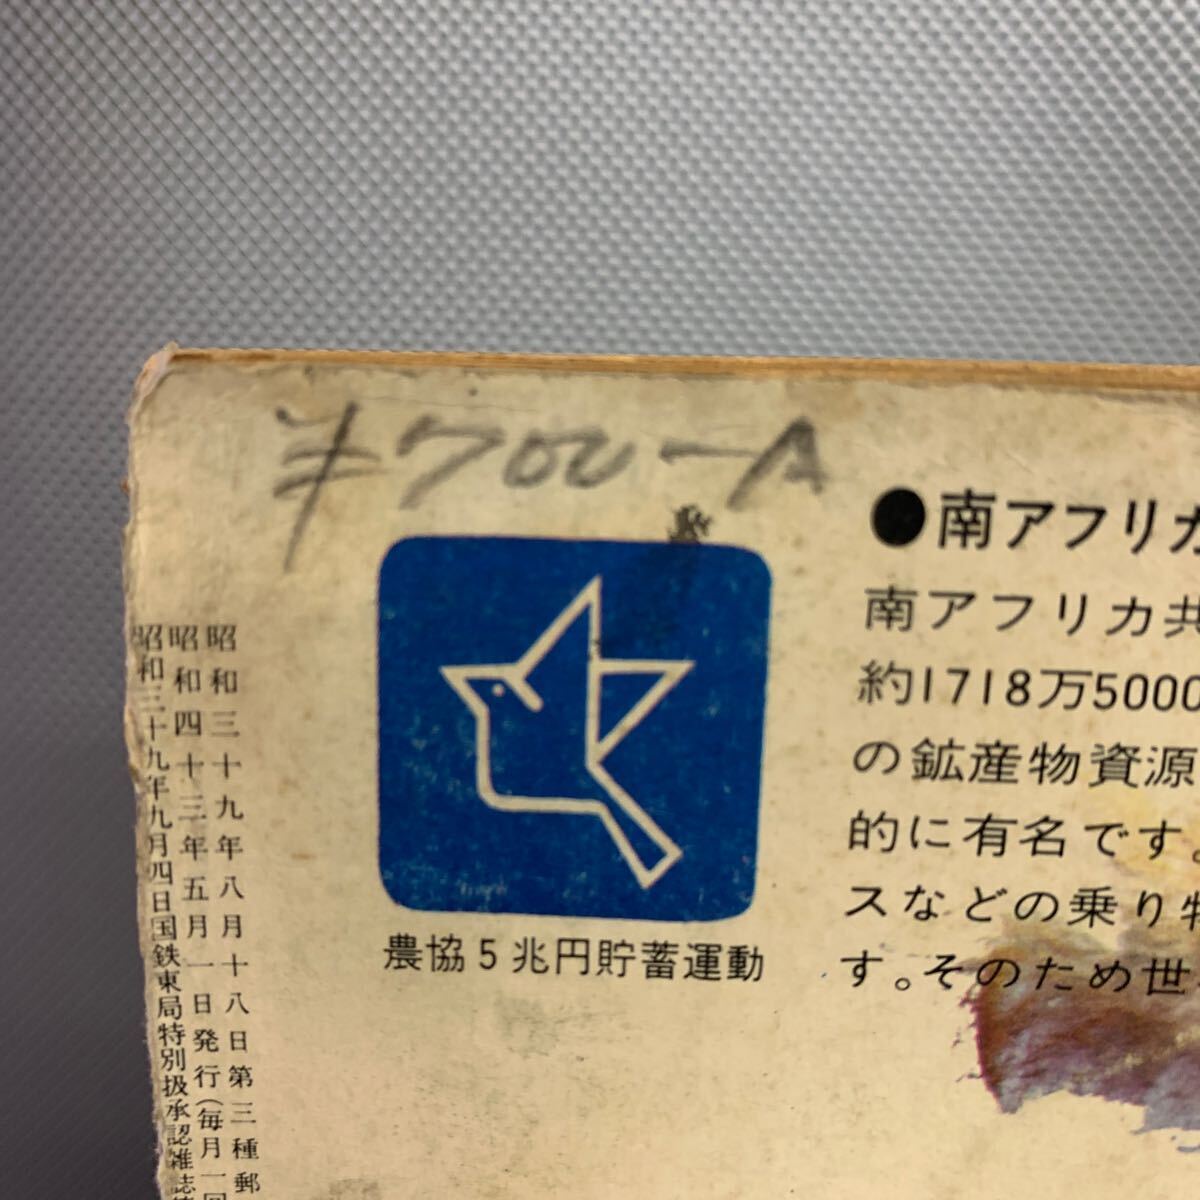 ¥700-A
●南アフリカ
南アフリカ共
約1718万5000
の鉱産物資源
的に有名です。
スなどの乗り物
す。そのため世
農協5兆円貯蓄運動
昭和三十九年八月十八日第三種郵
昭和四十三年五月一日発行(毎月一回
昭和三十九年九月四日国鉄東局特別扱承認雑誌